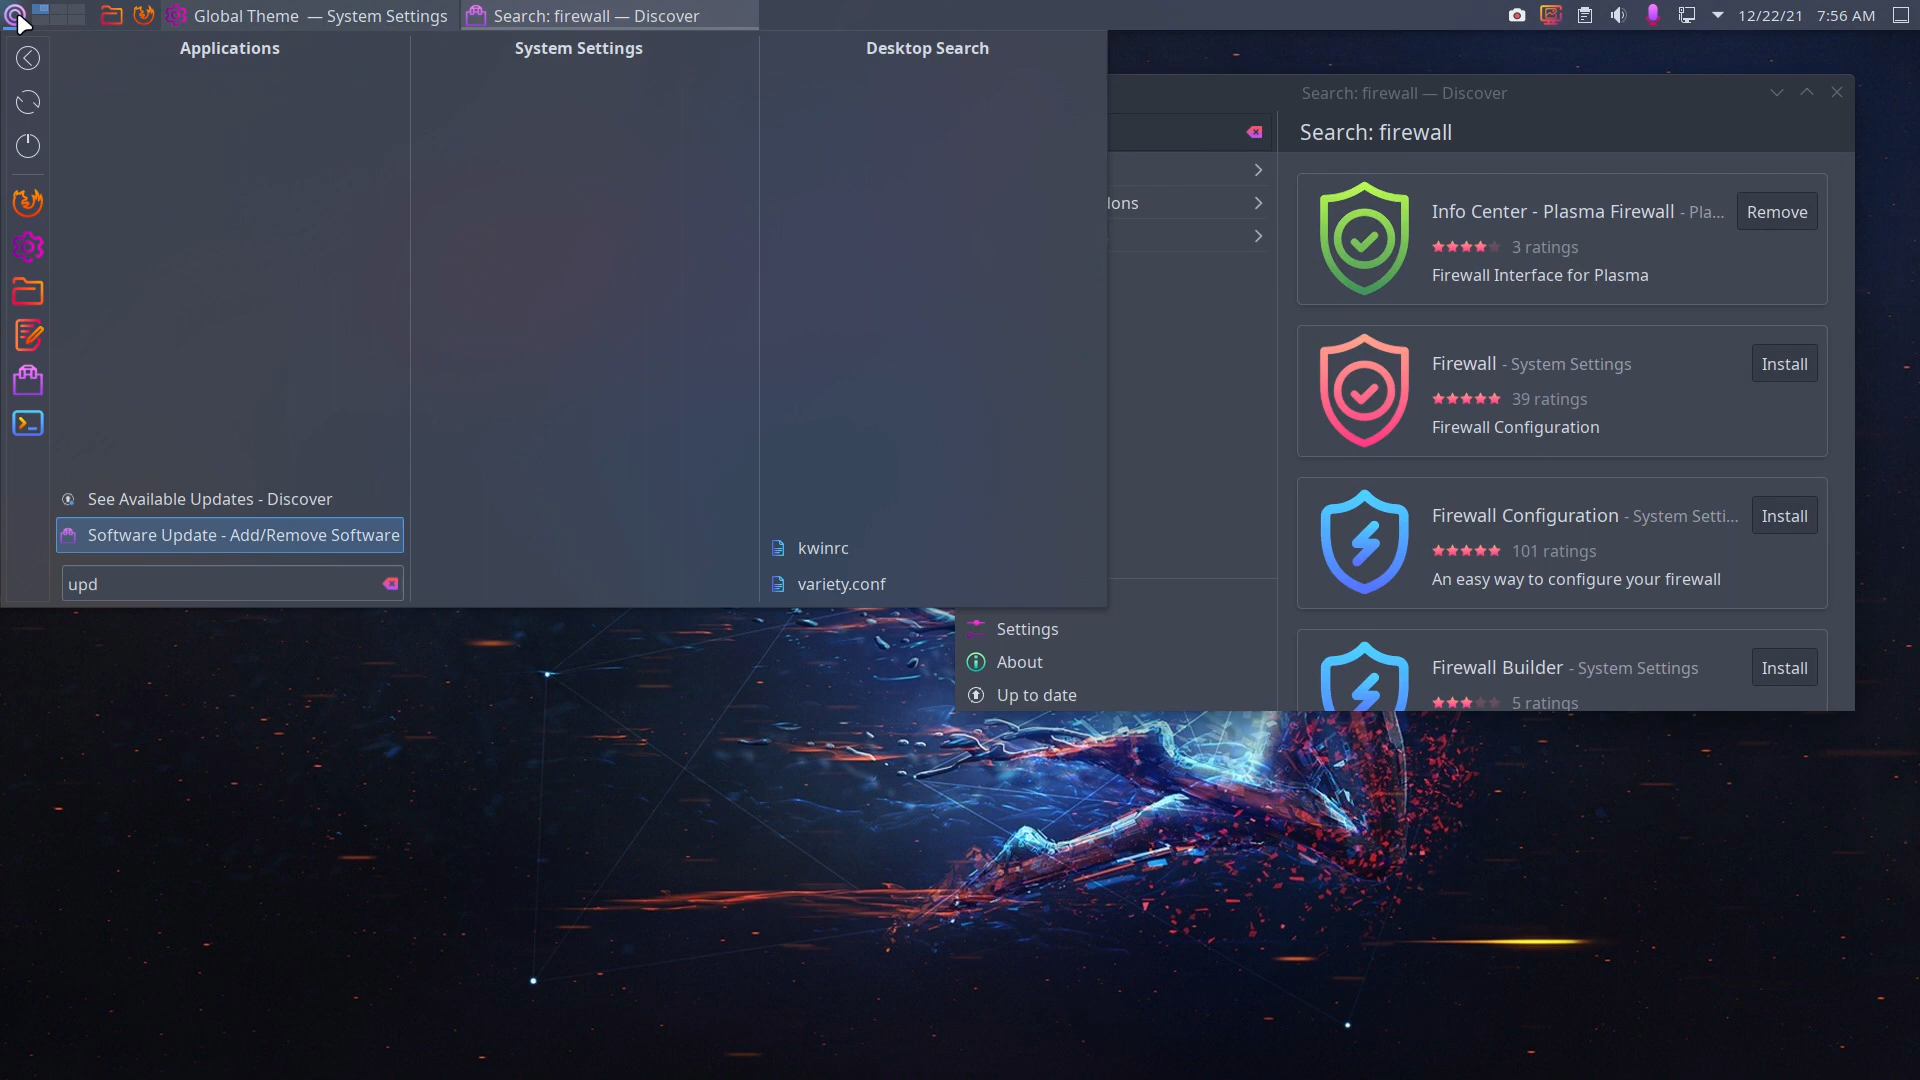 Global Theme — System Settings
Search: firewall — Discover
12/22/21
7:56 AM
Applications
System Settings
Desktop Search
See Available Updates - Discover
Software Update - Add/Remove Software
upd
kwinrc
variety.conf
Search: firewall — Discover
lons
Settings
About
Up to date
Search: firewall
Info Center - Plasma Firewall - Pla...
Remove
3 ratings
Firewall Interface for Plasma
Firewall - System Settings
Install
39 ratings
Firewall Configuration
Firewall Configuration - System Setti...
Install
101 ratings
An easy way to configure your firewall
Firewall Builder - System Settings
Install
5 ratings